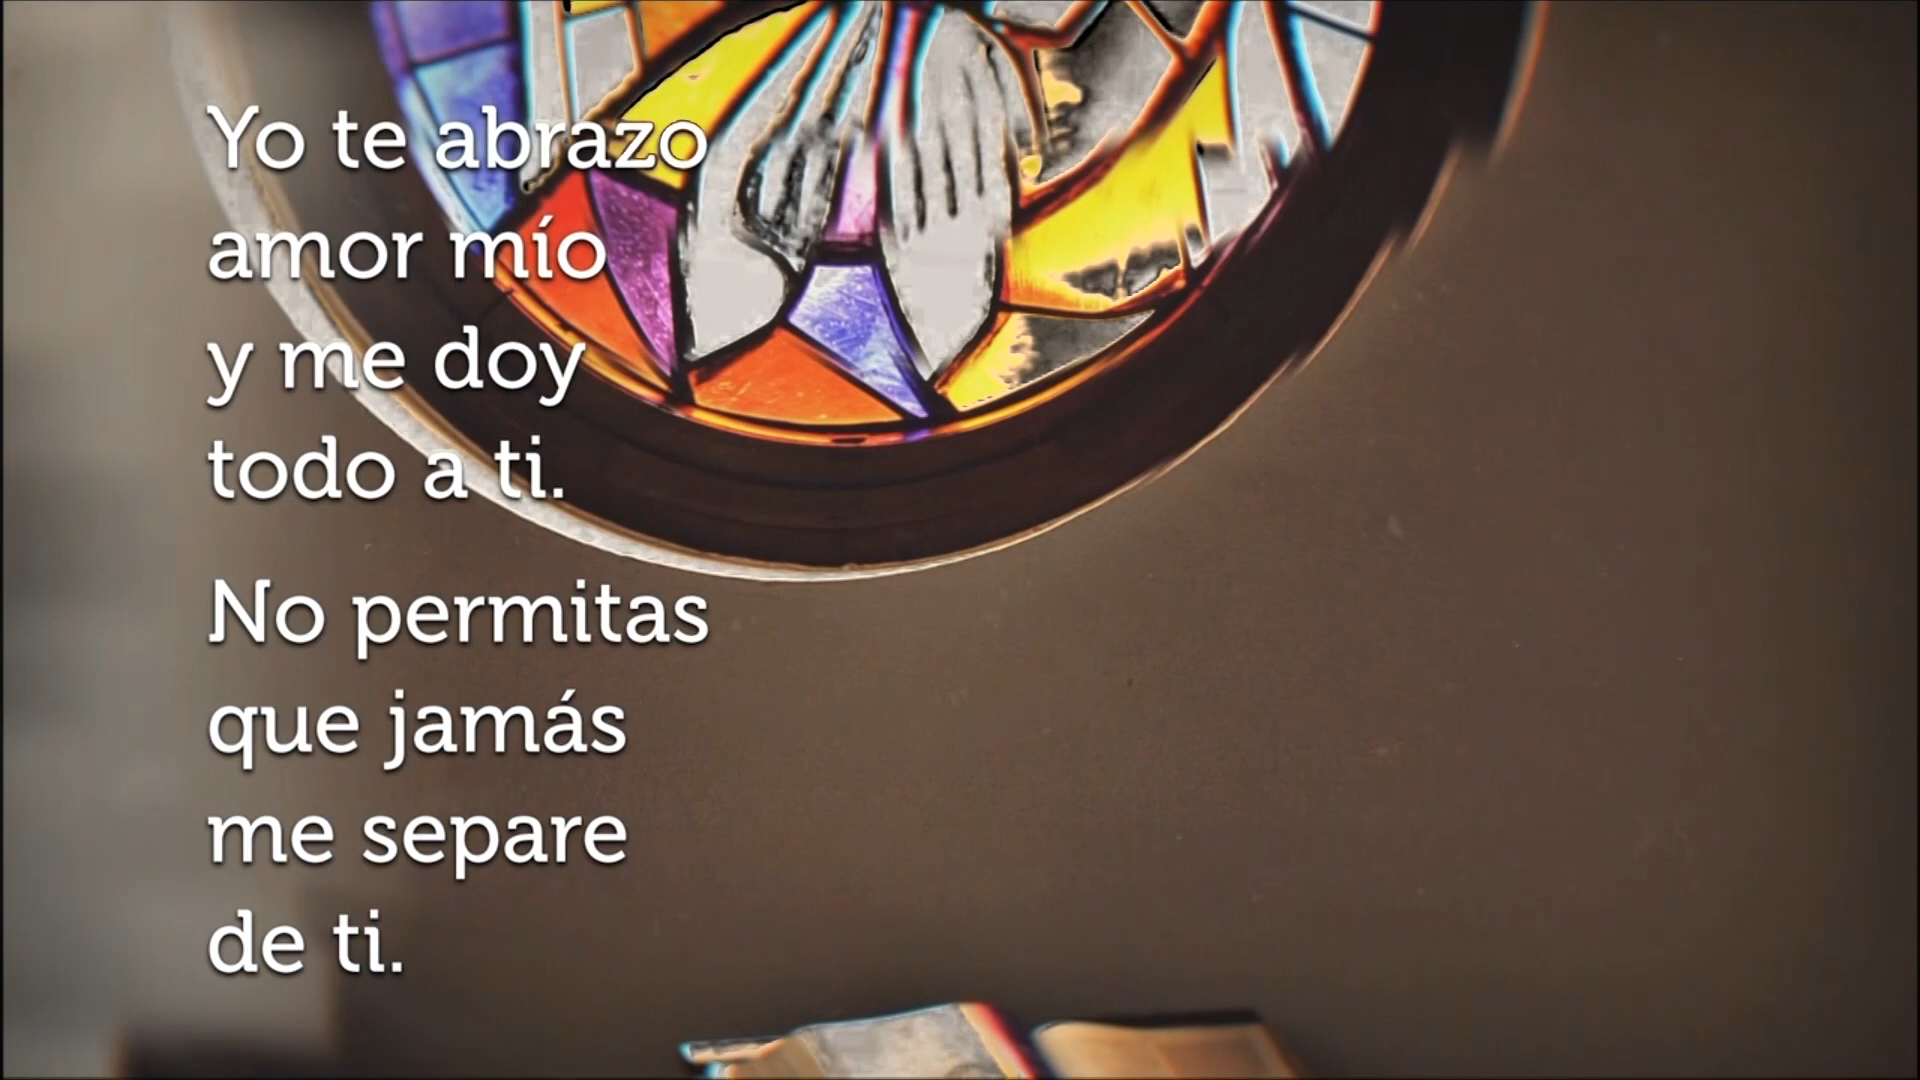 Yo te abrazo
amor mío
y me doy
todo a ti.
No permitas
que jamás
me separe
de ti.